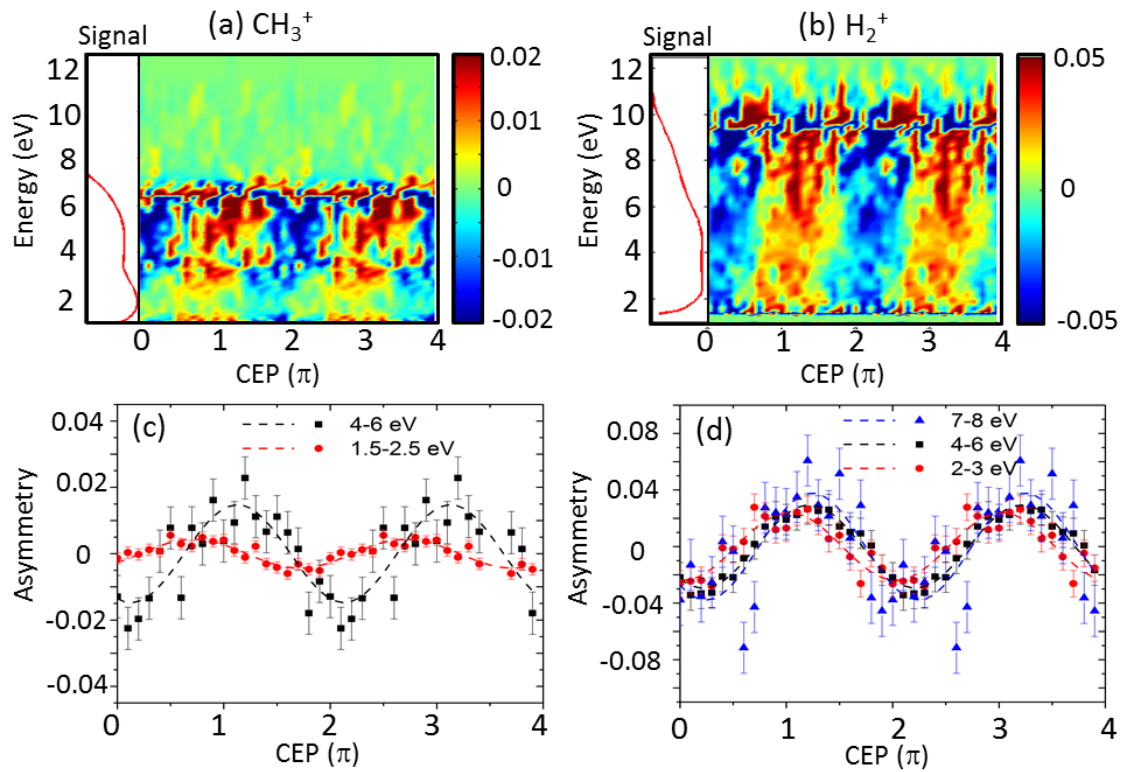 (a) CH3+
(b) H2+
Signal
Signal
12
10
8
6
4
2
Energy (eV)
0 1 2 3 4
CEP (π)
0.02
0.01
0
-0.01
-0.02
12
10
8
6
4
2
Energy (eV)
0 1 2 3 4
CEP (π)
0.05
0
-0.05
(c)
4-6 eV
1.5-2.5 eV
0.04
0.02
0
-0.02
-0.04
Asymmetry
0 1 2 3 4
CEP (π)
(d)
7-8 eV
4-6 eV
2-3 eV
0.08
0.04
0
-0.04
-0.08
Asymmetry
0 1 2 3 4
CEP (π)